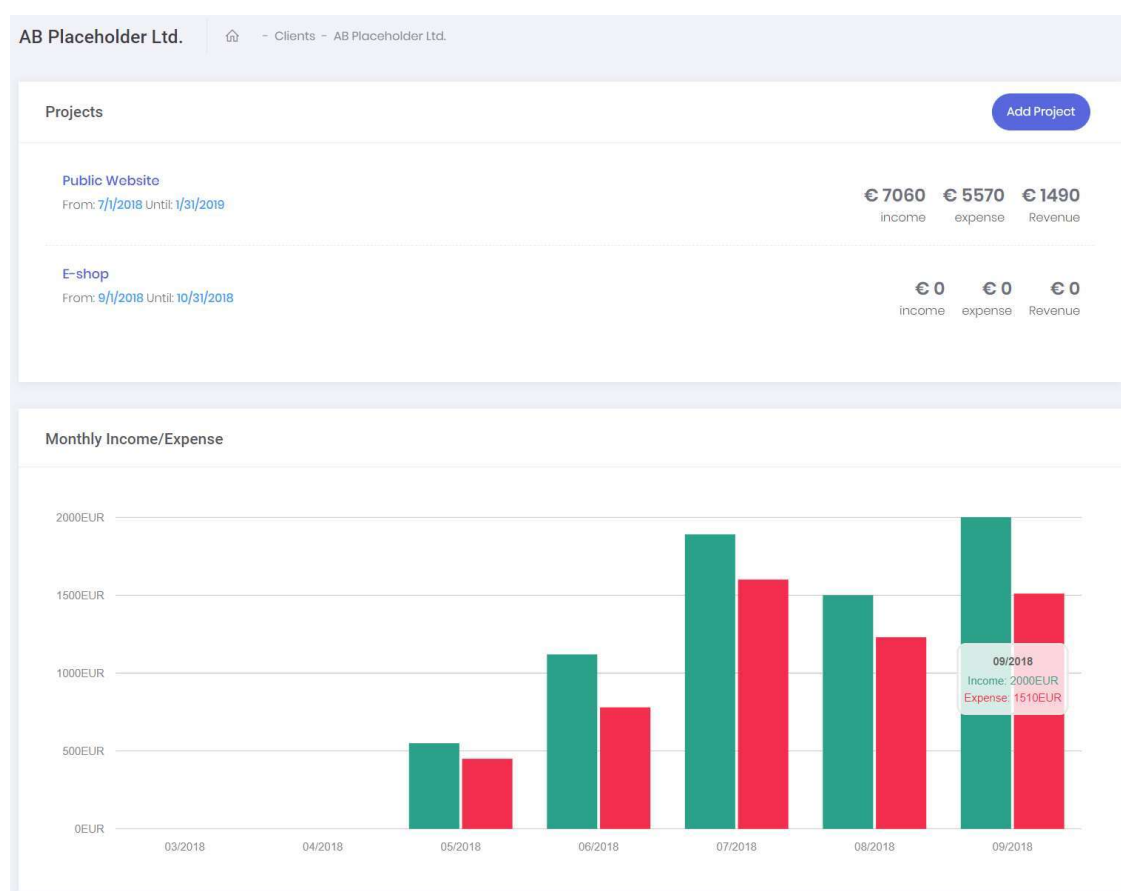 AB Placeholder Ltd. - Clients - AB Placeholder Ltd.
Projects Add Project
Public Website
From: 7/1/2018 Until: 1/31/2019
€ 7060 € 5570 € 1490
income expense Revenue
E-shop
From: 9/1/2018 Until: 10/31/2018
€ 0 € 0 € 0
income expense Revenue
Monthly Income/Expense
2000EUR
1500EUR
1000EUR
500EUR
0EUR
09/2018
Income: 2000EUR
Expense: 1510EUR
03/2018 04/2018 05/2018 06/2018 07/2018 08/2018 09/2018